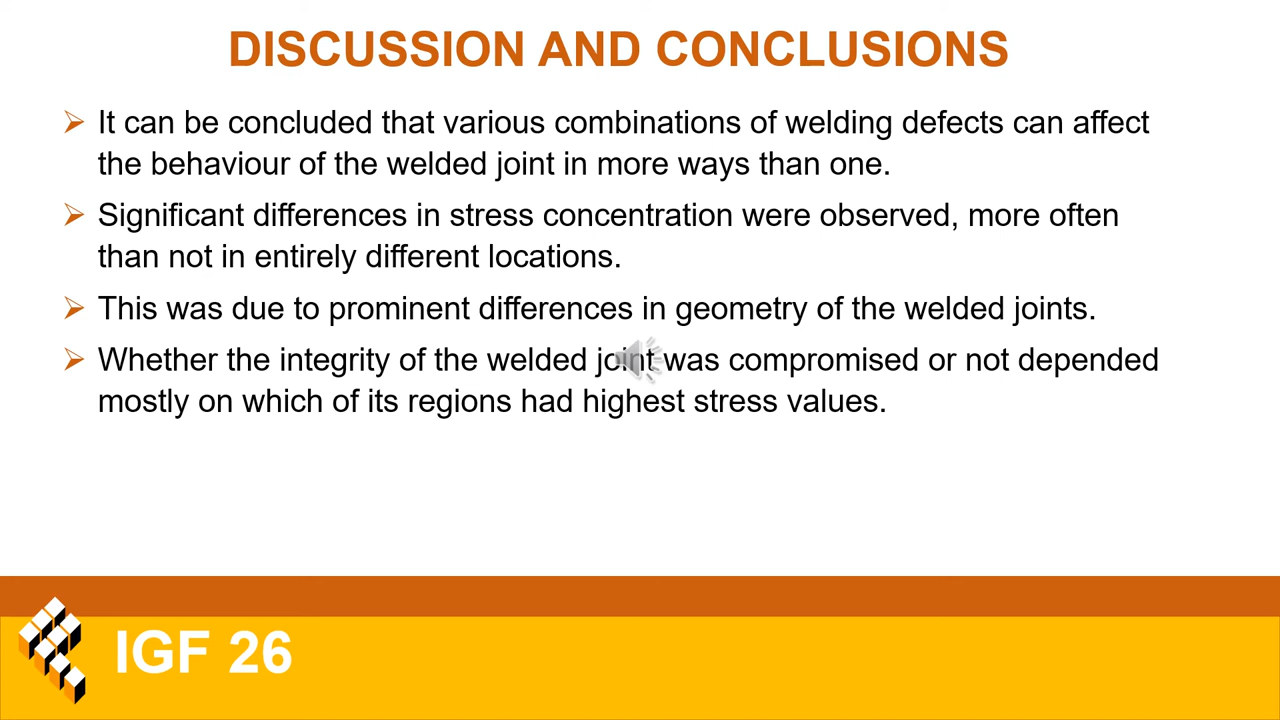 DISCUSSION AND CONCLUSIONS
It can be concluded that various combinations of welding defects can affect
the behaviour of the welded joint in more ways than one.
Significant differences in stress concentration were observed, more often
than not in entirely different locations.
This was due to prominent differences in geometry of the welded joints.
Whether the integrity of the welded joint was compromised or not depended
mostly on which of its regions had highest stress values.
IGF 26